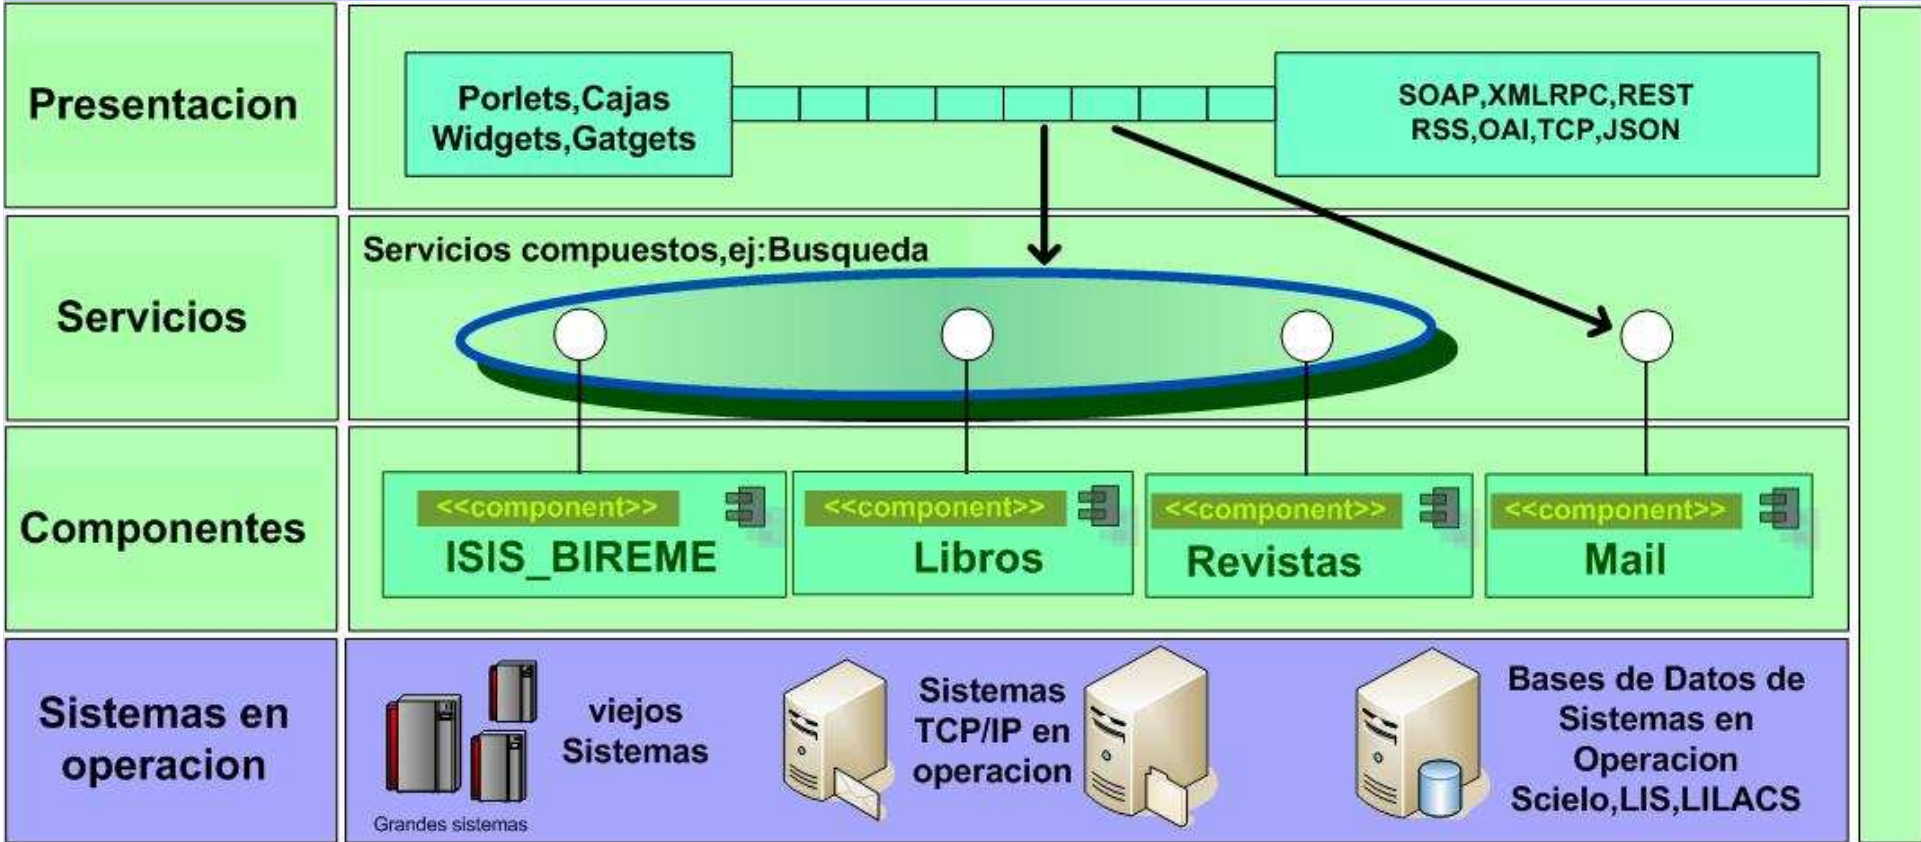 Presentacion
Porlets,Cajas
Widgets,Gatgets
SOAP,XMLRPC,REST
RSS,OAI,TCP,JSON
Servicios
Servicios compuestos,ej:Busqueda
Componentes
<<component>>
ISIS_BIREME
<<component>>
Libros
<<component>>
Revistas
<<component>>
Mail
Sistemas en
operacion
Grandes sistemas
viejos
Sistemas
Sistemas
TCP/IP en
operacion
Bases de Datos de
Sistemas en
Operacion
Scielo,LIS,LILACS